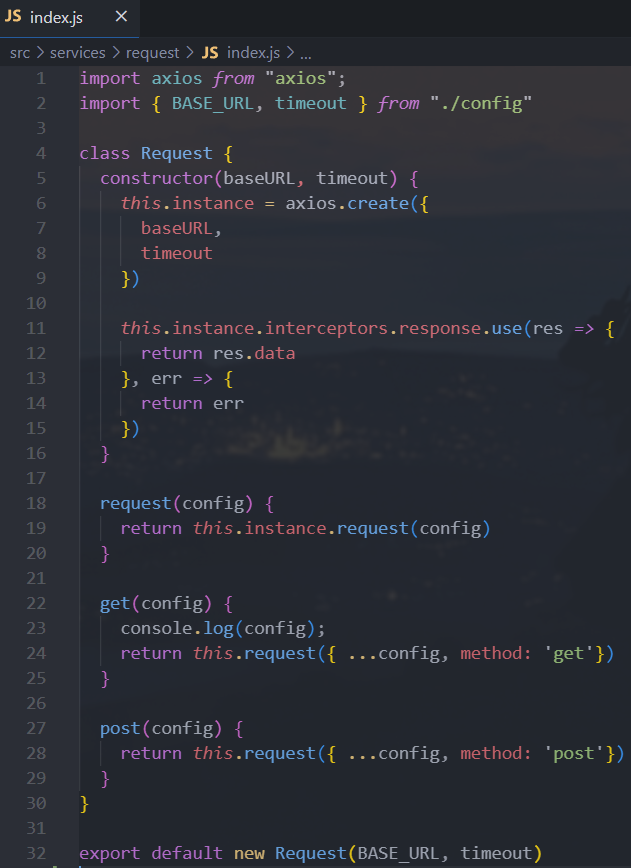 JS index.js ×
src > services > request > JS index.js > ...
1 import axios from "axios";
2 import { BASE_URL, timeout } from "./config"
3
4 class Request {
5   constructor(baseURL, timeout) {
6     this.instance = axios.create({
7       baseURL,
8       timeout
9     })
10
11     this.instance.interceptors.response.use(res => {
12       return res.data
13     }, err => {
14       return err
15     })
16   }
17
18   request(config) {
19     return this.instance.request(config)
20   }
21
22   get(config) {
23     console.log(config);
24     return this.request({ ...config, method: 'get'})
25   }
26
27   post(config) {
28     return this.request({ ...config, method: 'post'})
29   }
30 }
31
32 export default new Request(BASE_URL, timeout)